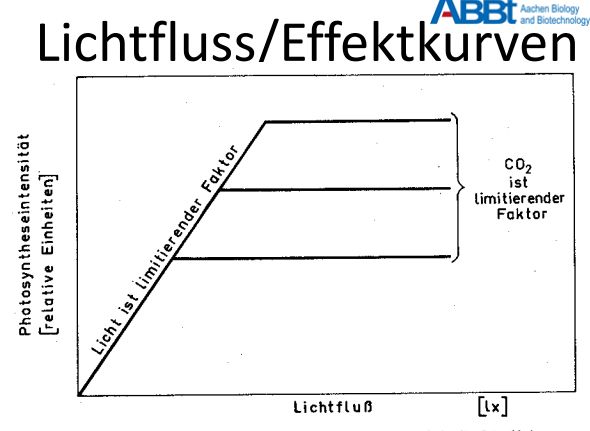 ABBt Aachen Biology
and Biotechnology
Lichtfluss/Effektkurven
Photosyntheseintensität
[relative Einheiten]
Licht ist limitierender Faktor
CO₂
ist
limitierender
Faktor
Lichtfluß [lx]